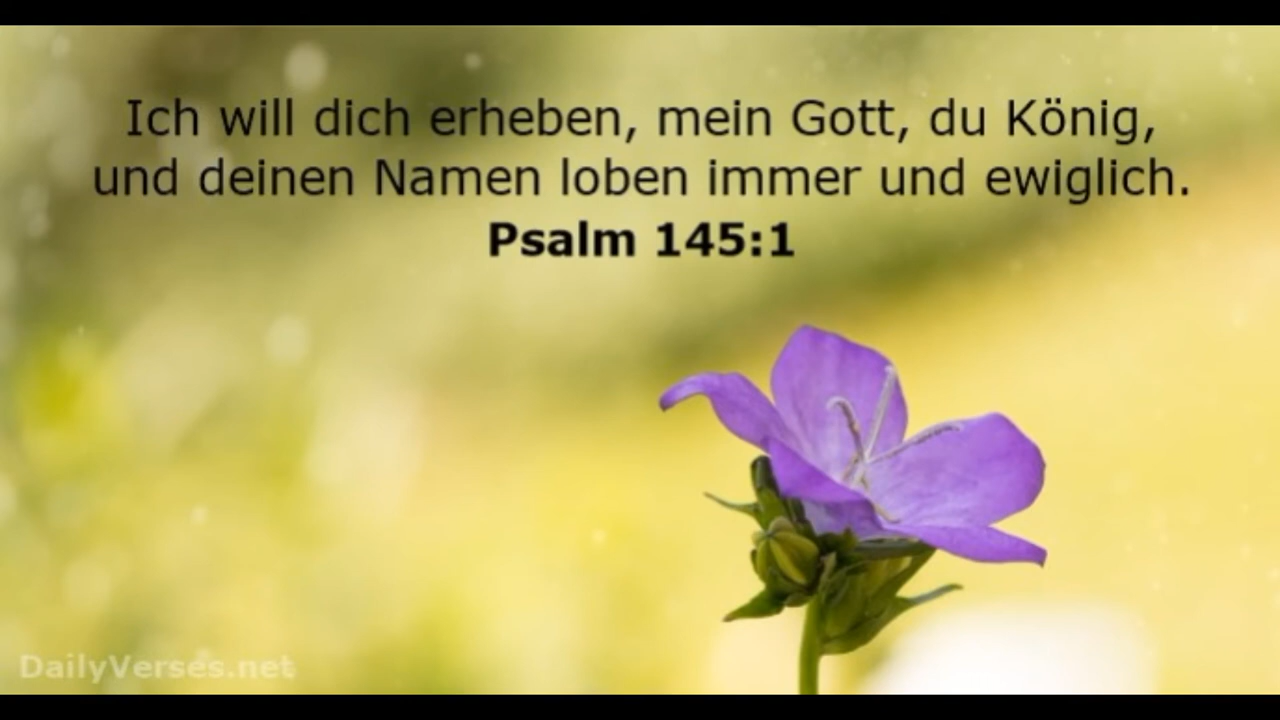 Ich will dich erheben, mein Gott, du König,
und deinen Namen loben immer und ewiglich.
Psalm 145:1
DailyVerses.net